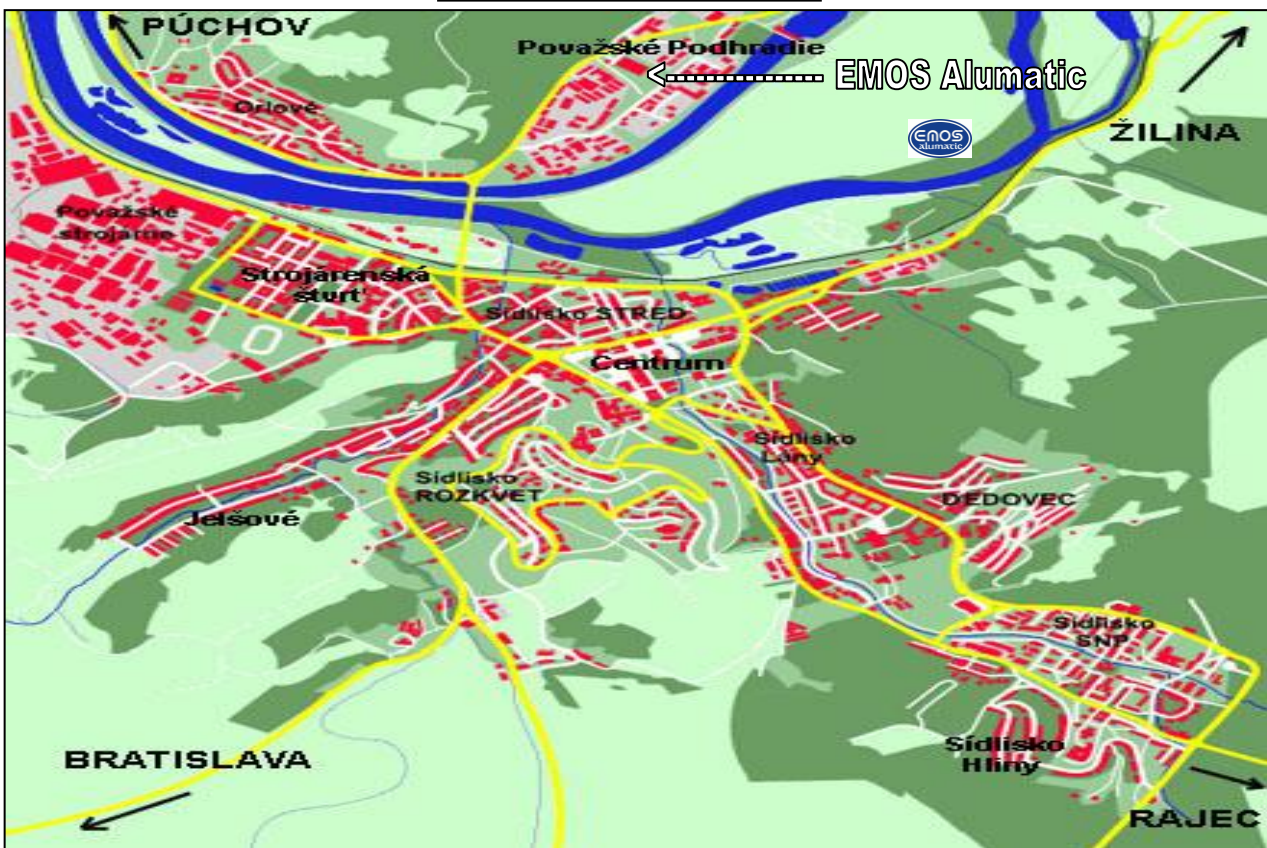 PÚCHOV
Považské Podhradie
EMOS Alumatic
Orlové
EMOS
alumatic
ŽILINA
Považské
strojárne
Strojárenská
štvrť
Sídlisko STRED
Centrum
Sídlisko
Lány
Sídlisko
ROZKVET
DEDOVEC
Jelšové
Sídlisko
SNP
Sídlisko
Hliny
BRATISLAVA
RAJEC